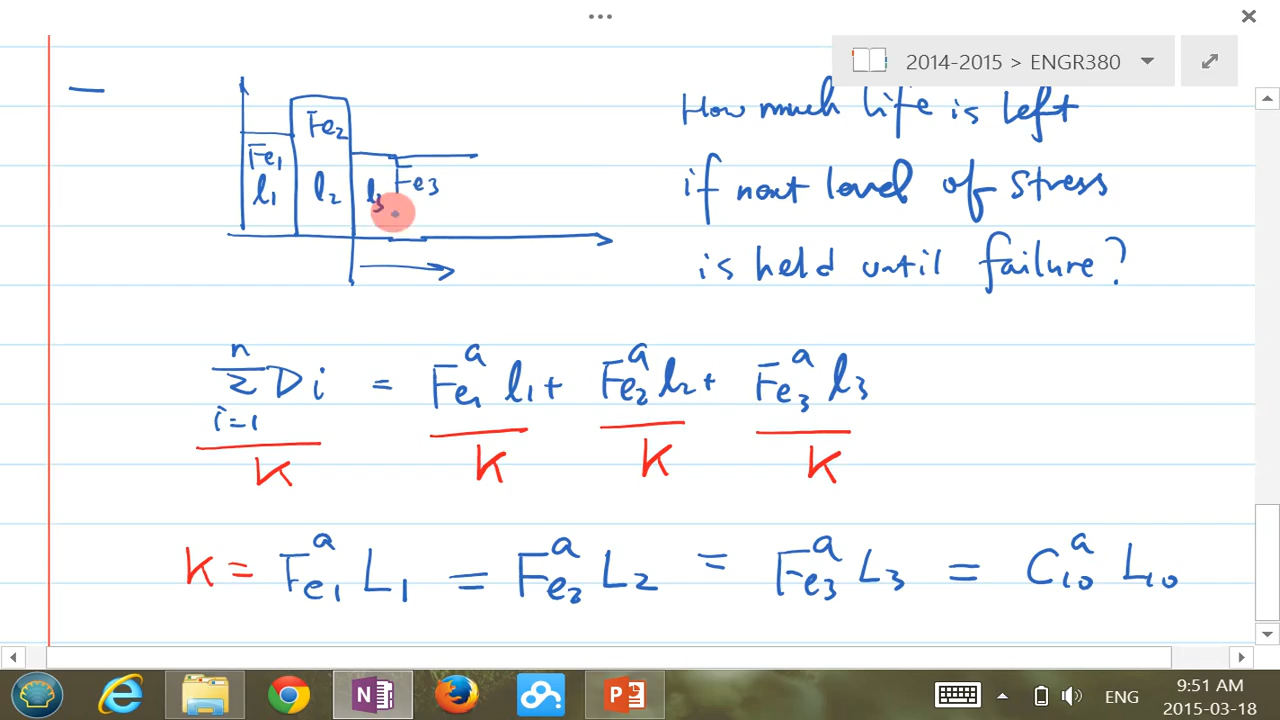 2014-2015 > ENGR380
How much life is left
if next level of stress
is held until failure?
Fe1
l1
Fe2
l2
l3
Fe3
n
Σ Di = Fe1^a l1 + Fe2^a l2 + Fe3^a l3
i=1
K K K K
K = Fe1^a L1 = Fe2^a L2 = Fe3^a L3 = C10^a L10
ENG
9:51 AM
2015-03-18